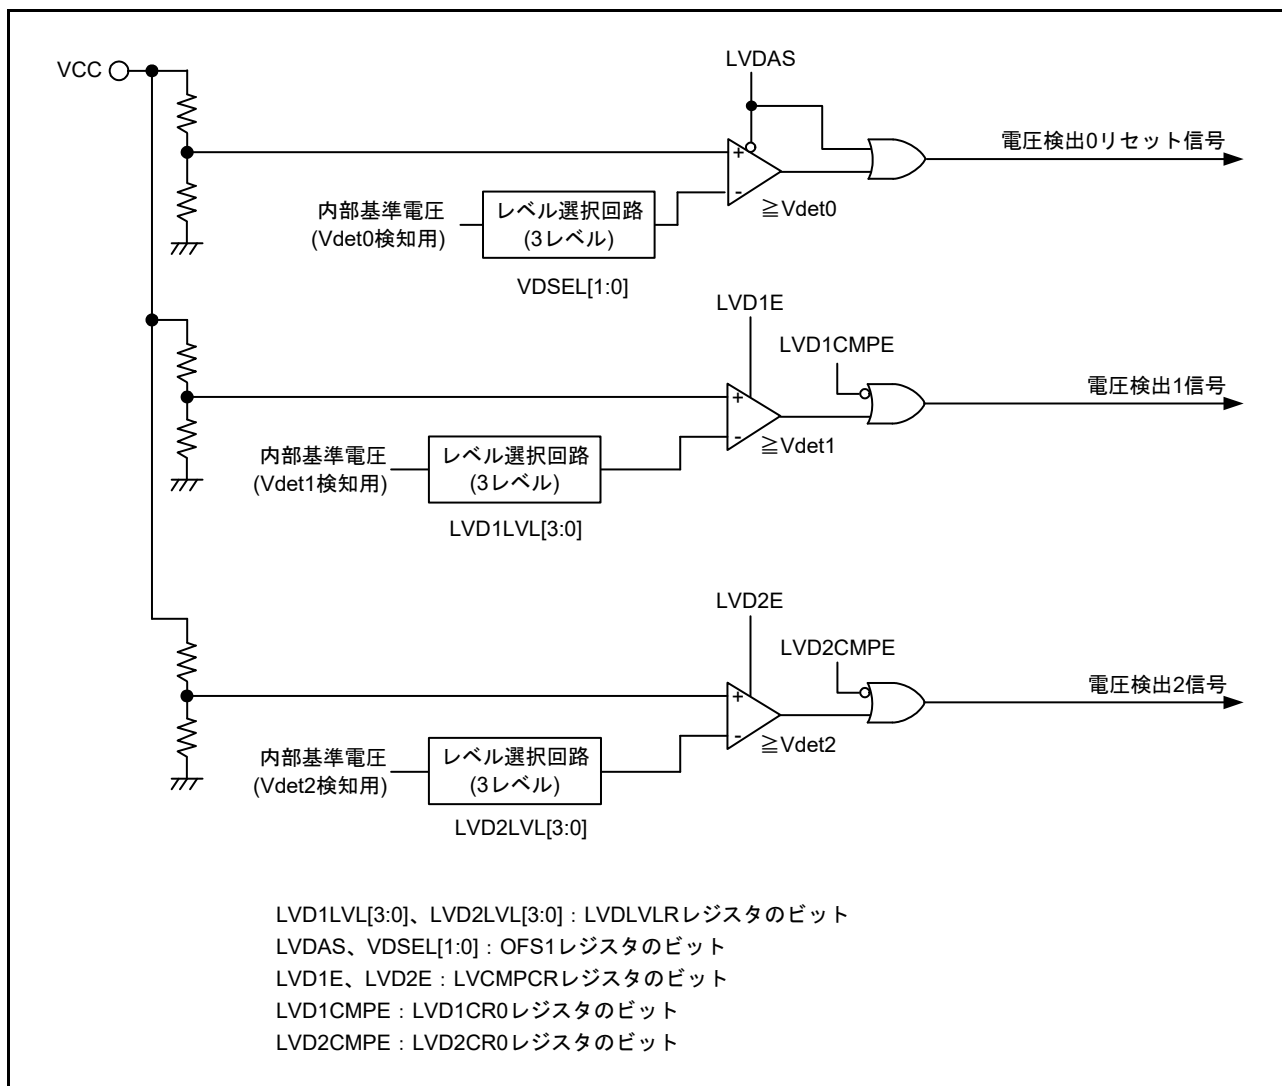 VCC
LVDAS
+
-
≧Vdet0
電圧検出0リセット信号
内部基準電圧
(Vdet0検知用)
レベル選択回路
(3レベル)
VDSEL[1:0]
LVD1E
LVD1CMPE
+
-
≧Vdet1
電圧検出1信号
内部基準電圧
(Vdet1検知用)
レベル選択回路
(3レベル)
LVD1LVL[3:0]
LVD2E
LVD2CMPE
+
-
≧Vdet2
電圧検出2信号
内部基準電圧
(Vdet2検知用)
レベル選択回路
(3レベル)
LVD2LVL[3:0]
LVD1LVL[3:0]、LVD2LVL[3:0]：LVDLVLRレジスタのビット
LVDAS、VDSEL[1:0]：OFS1レジスタのビット
LVD1E、LVD2E：LVCMPCRレジスタのビット
LVD1CMPE：LVD1CR0レジスタのビット
LVD2CMPE：LVD2CR0レジスタのビット